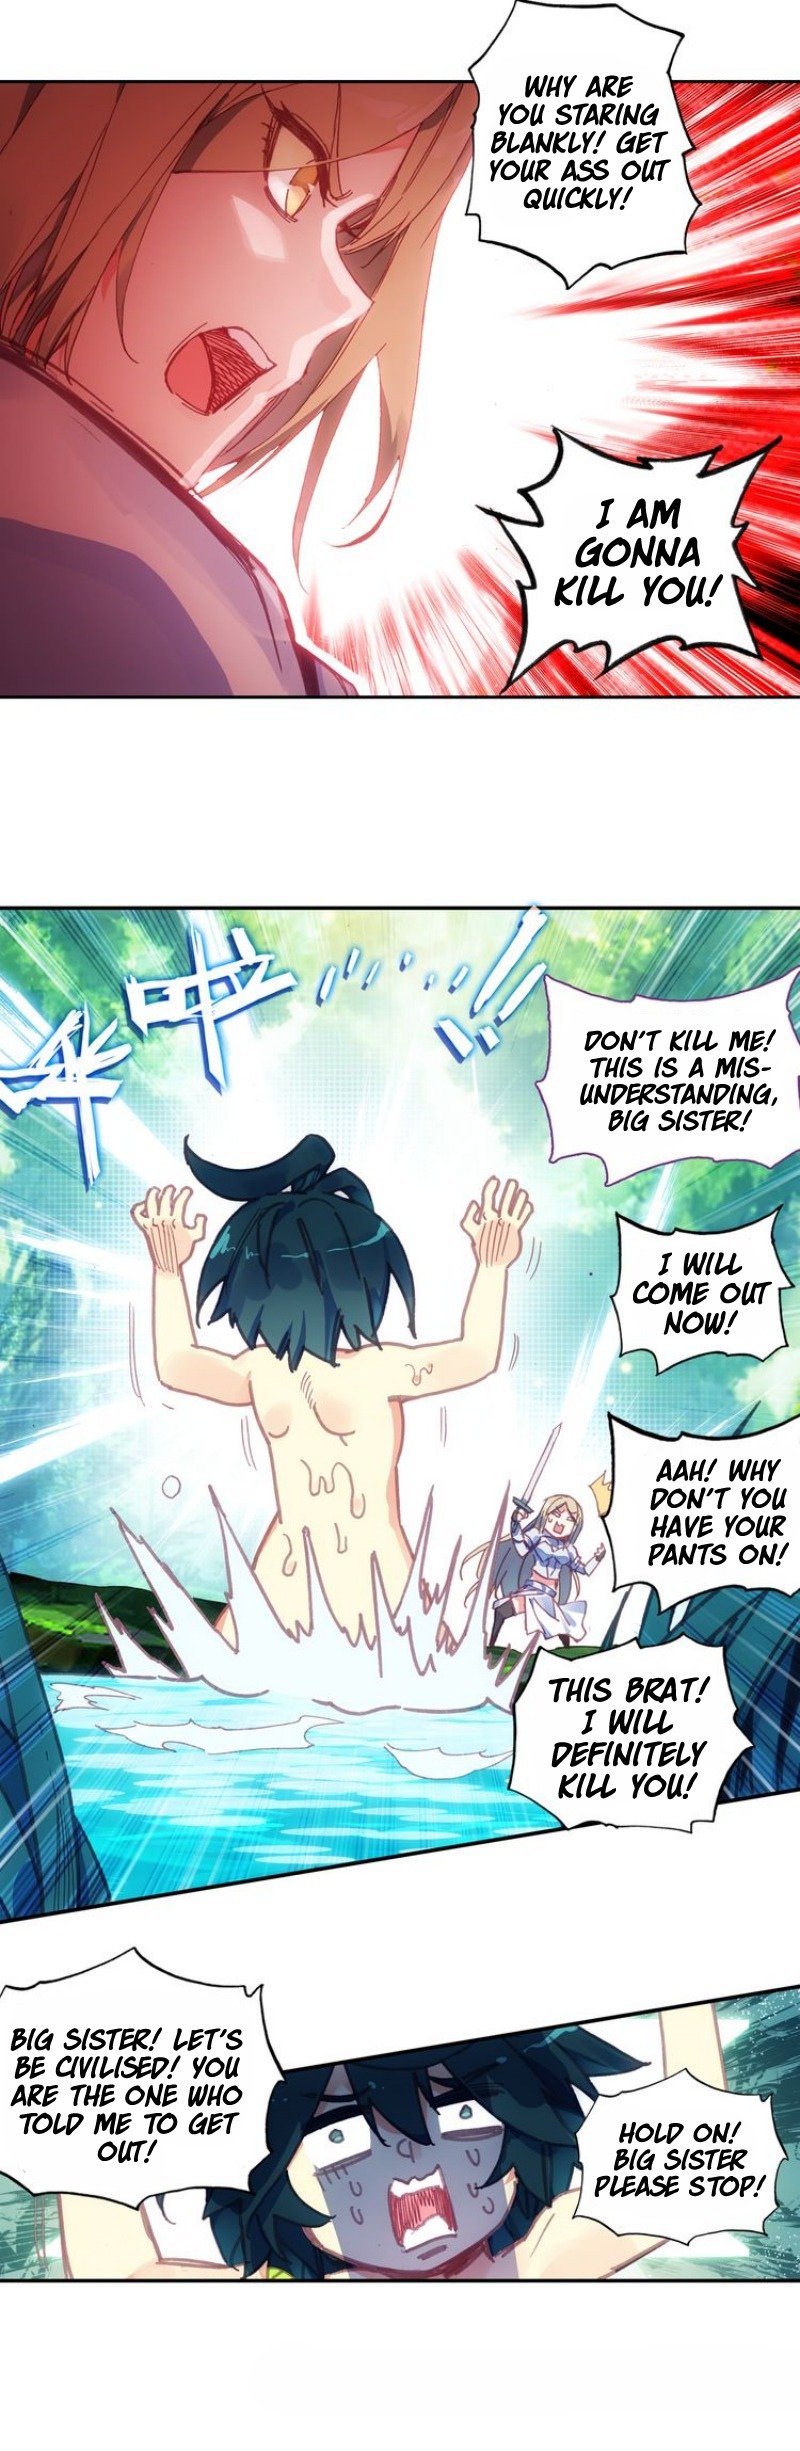 WHY ARE
YOU STARING
BLANKLY! GET
YOUR ASS OUT
QUICKLY!
I AM
GONNA
KILL YOU!
DON'T KILL ME!
THIS IS A MIS-
UNDERSTANDING,
BIG SISTER!
I WILL
COME OUT
NOW!
AAH! WHY
DON'T YOU
HAVE YOUR
PANTS ON!
THIS BRAT!
I WILL
DEFINITELY
KILL YOU!
BIG SISTER! LET'S
BE CIVILISED! YOU
ARE THE ONE WHO
TOLD ME TO GET
OUT!
HOLD ON!
BIG SISTER
PLEASE STOP!